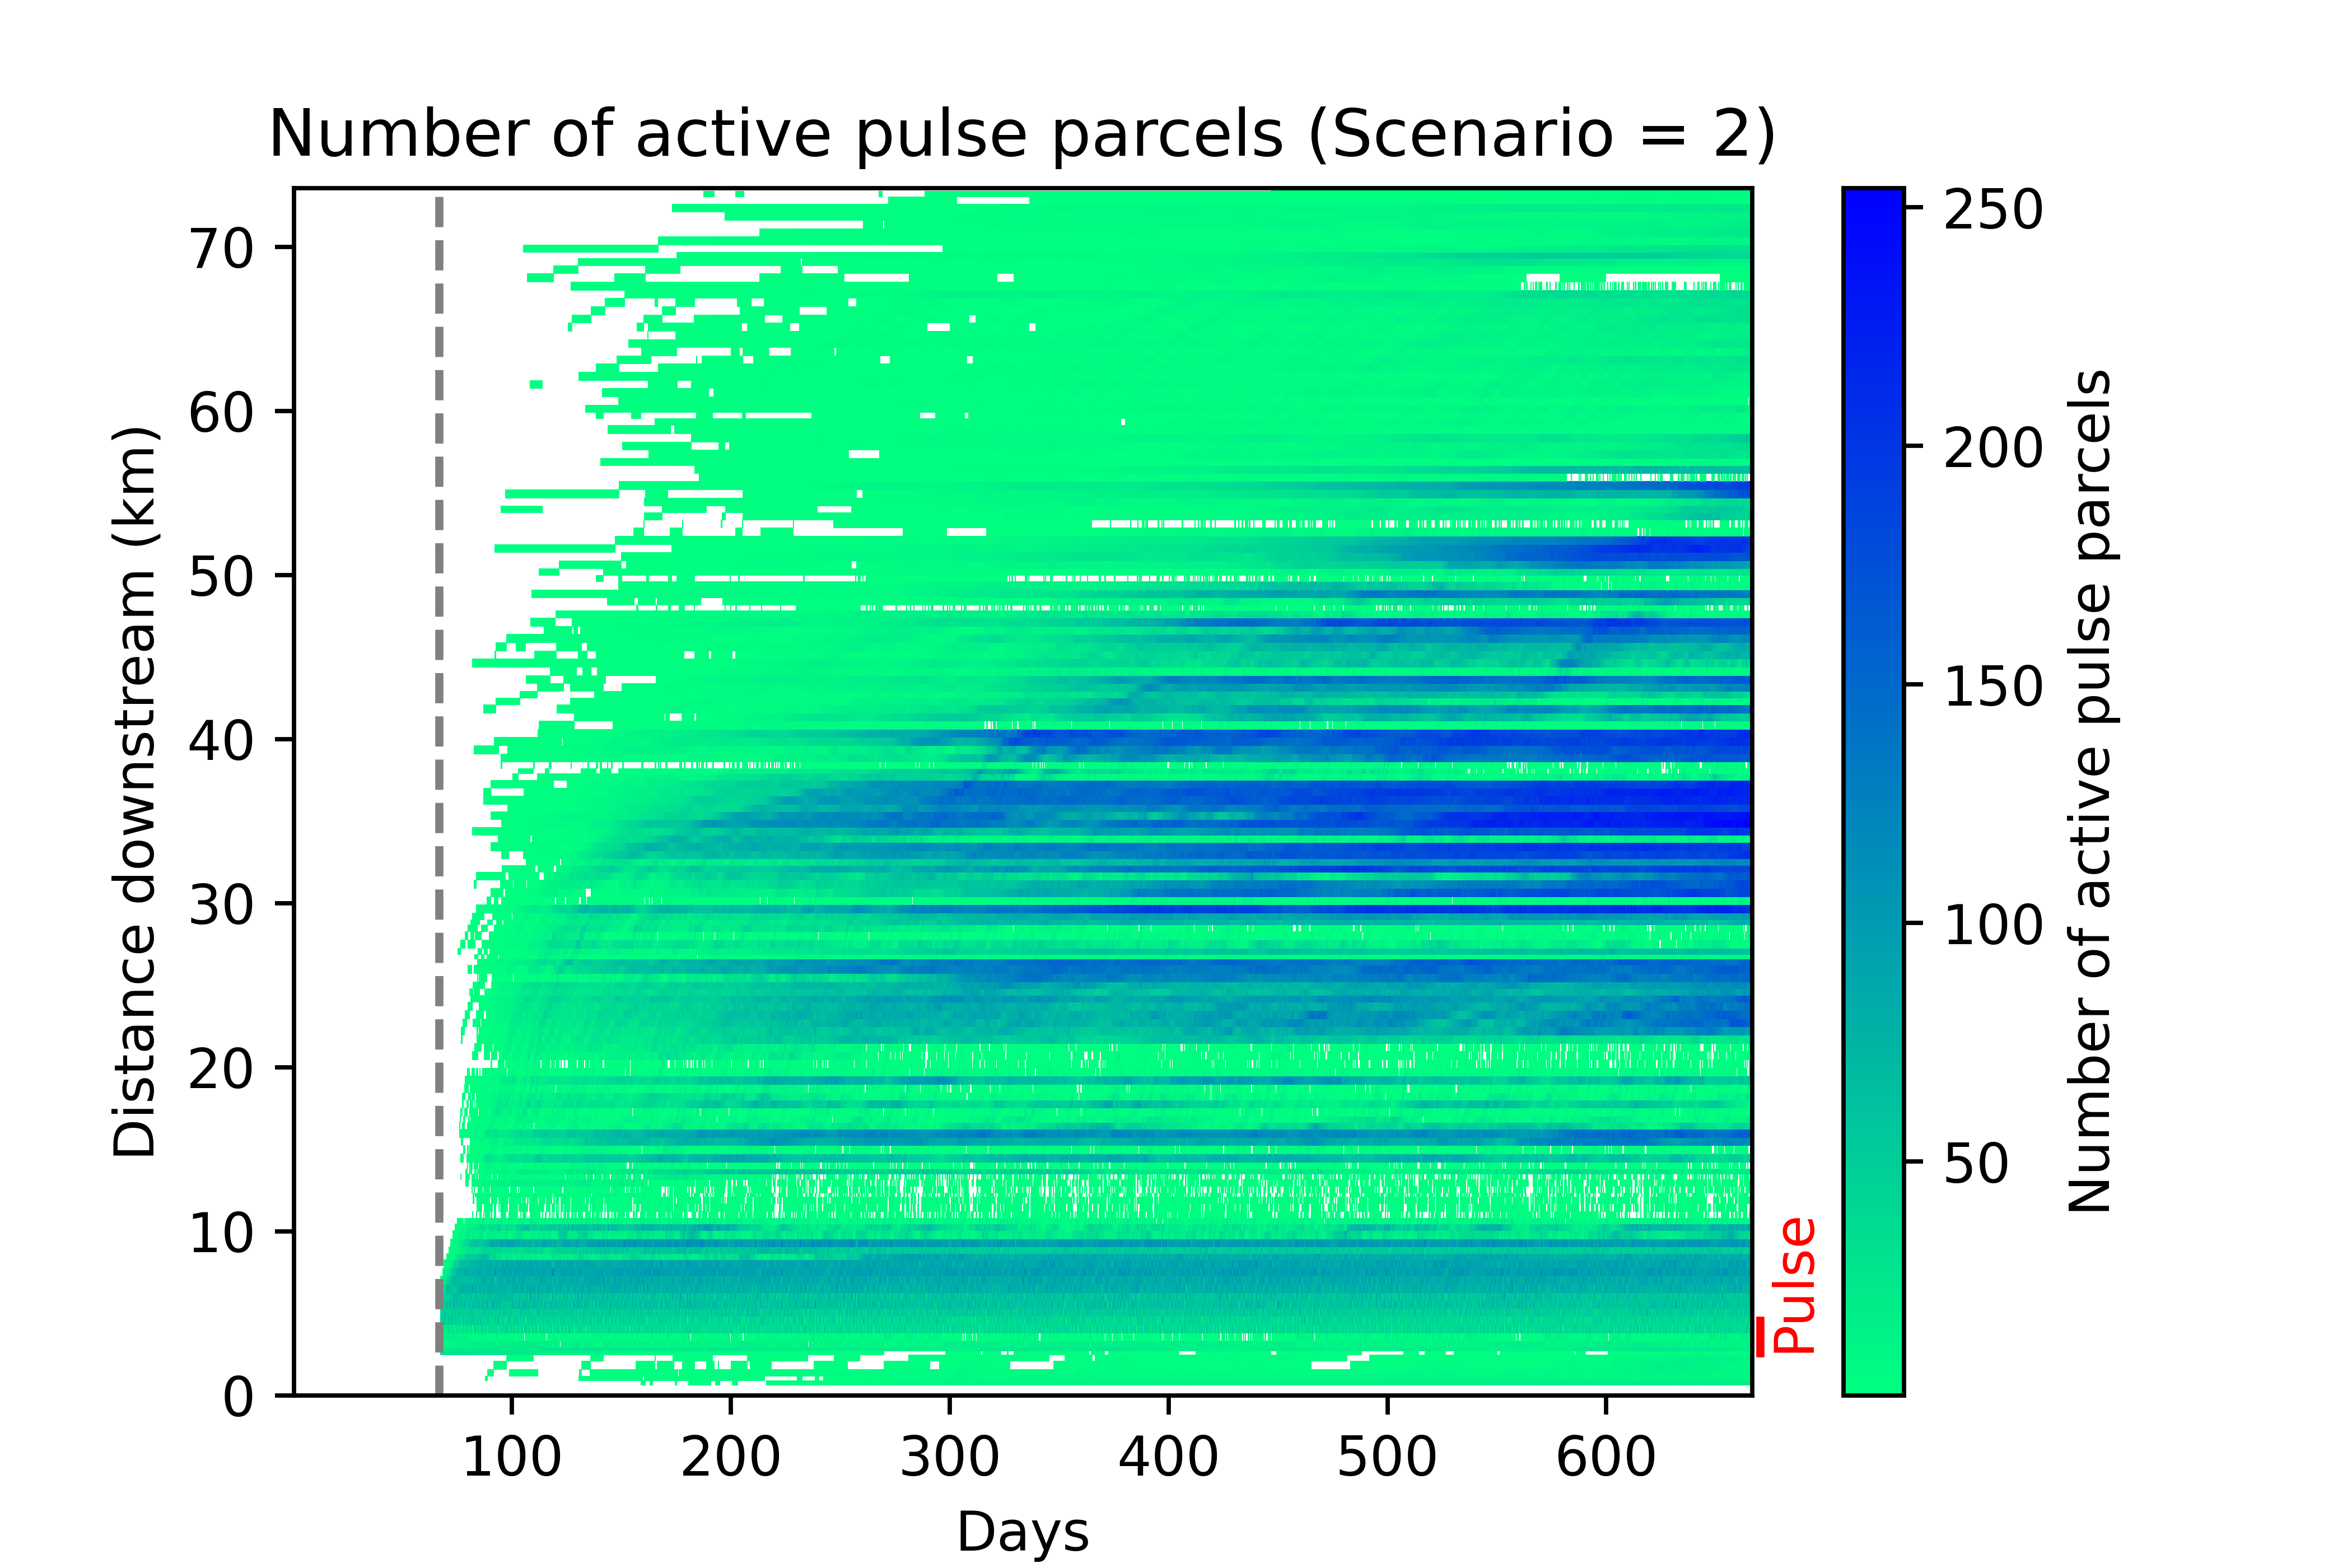 Number of active pulse parcels (Scenario = 2)
Distance downstream (km)
70
60
50
40
30
20
10
0
100 200 300 400 500 600
Days
Pulse
250
200
150
100
50
Number of active pulse parcels